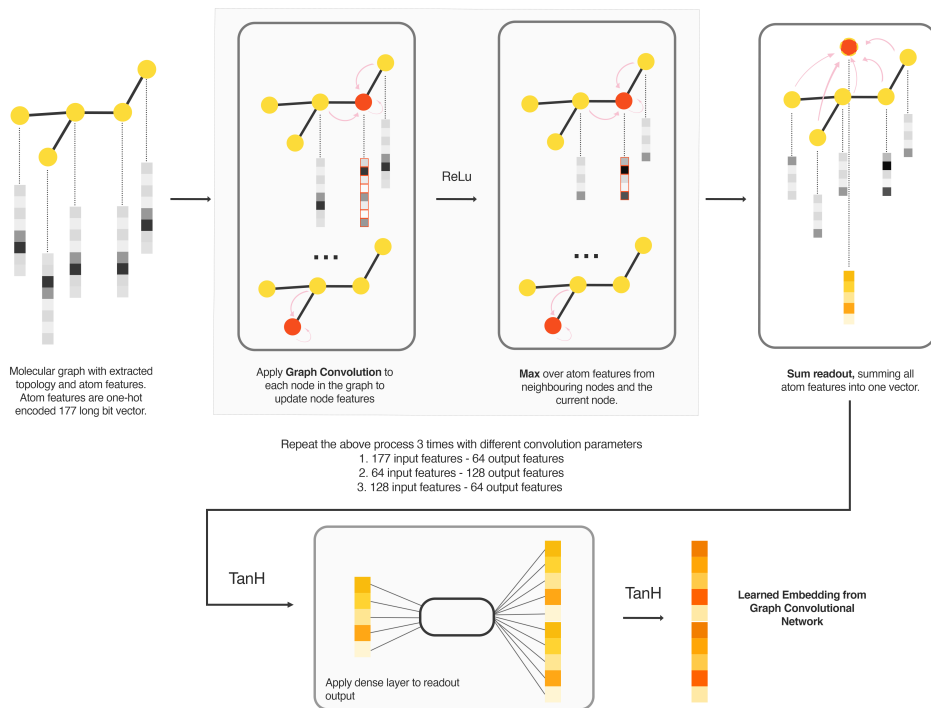 ReLu
Molecular graph with extracted
topology and atom features.
Atom features are one-hot
encoded 177 long bit vector.
Apply Graph Convolution to
each node in the graph to
update node features
Max over atom features from
neighbouring nodes and the
current node.
Sum readout, summing all
atom features into one vector.
Repeat the above process 3 times with different convolution parameters
1. 177 input features - 64 output features
2. 64 input features - 128 output features
3. 128 input features - 64 output features
TanH
Apply dense layer to readout
output
TanH
Learned Embedding from
Graph Convolutional
Network